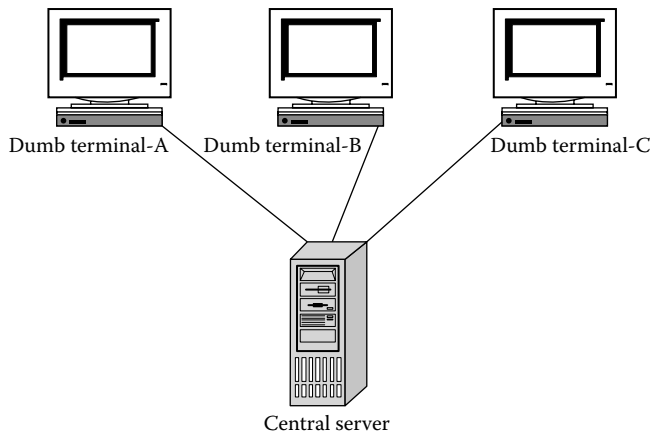 Dumb terminal-A
Dumb terminal-B
Dumb terminal-C
Central server